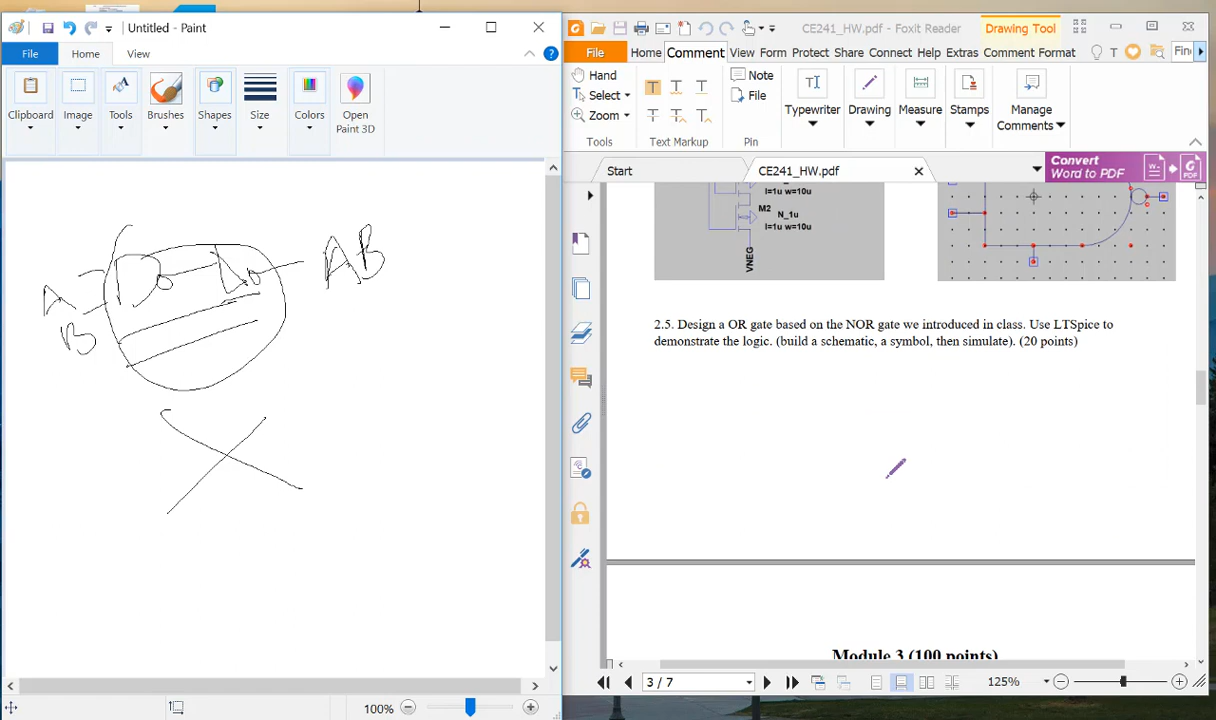 Untitled - Paint
File
Home
View
Clipboard
Image
Tools
Brushes
Shapes
Size
Colors
Open
Paint 3D
A
B
AB
100%
CE241_HW.pdf - Foxit Reader
Drawing Tool
File
Home
Comment
View
Form
Protect
Share
Connect
Help
Extras
Comment Format
Fin
Hand
Select
Zoom
Tools
T T T
T T T
Text Markup
Note
File
Pin
Typewriter
Drawing
Measure
Stamps
Manage
Comments
Start
CE241_HW.pdf
Convert
Word to PDF
l=1u w=10u
M2
N_1u
l=1u w=10u
VNEG
2.5. Design a OR gate based on the NOR gate we introduced in class. Use LTSpice to
demonstrate the logic. (build a schematic, a symbol, then simulate). (20 points)
Module 3 (100 points)
3 / 7
125%